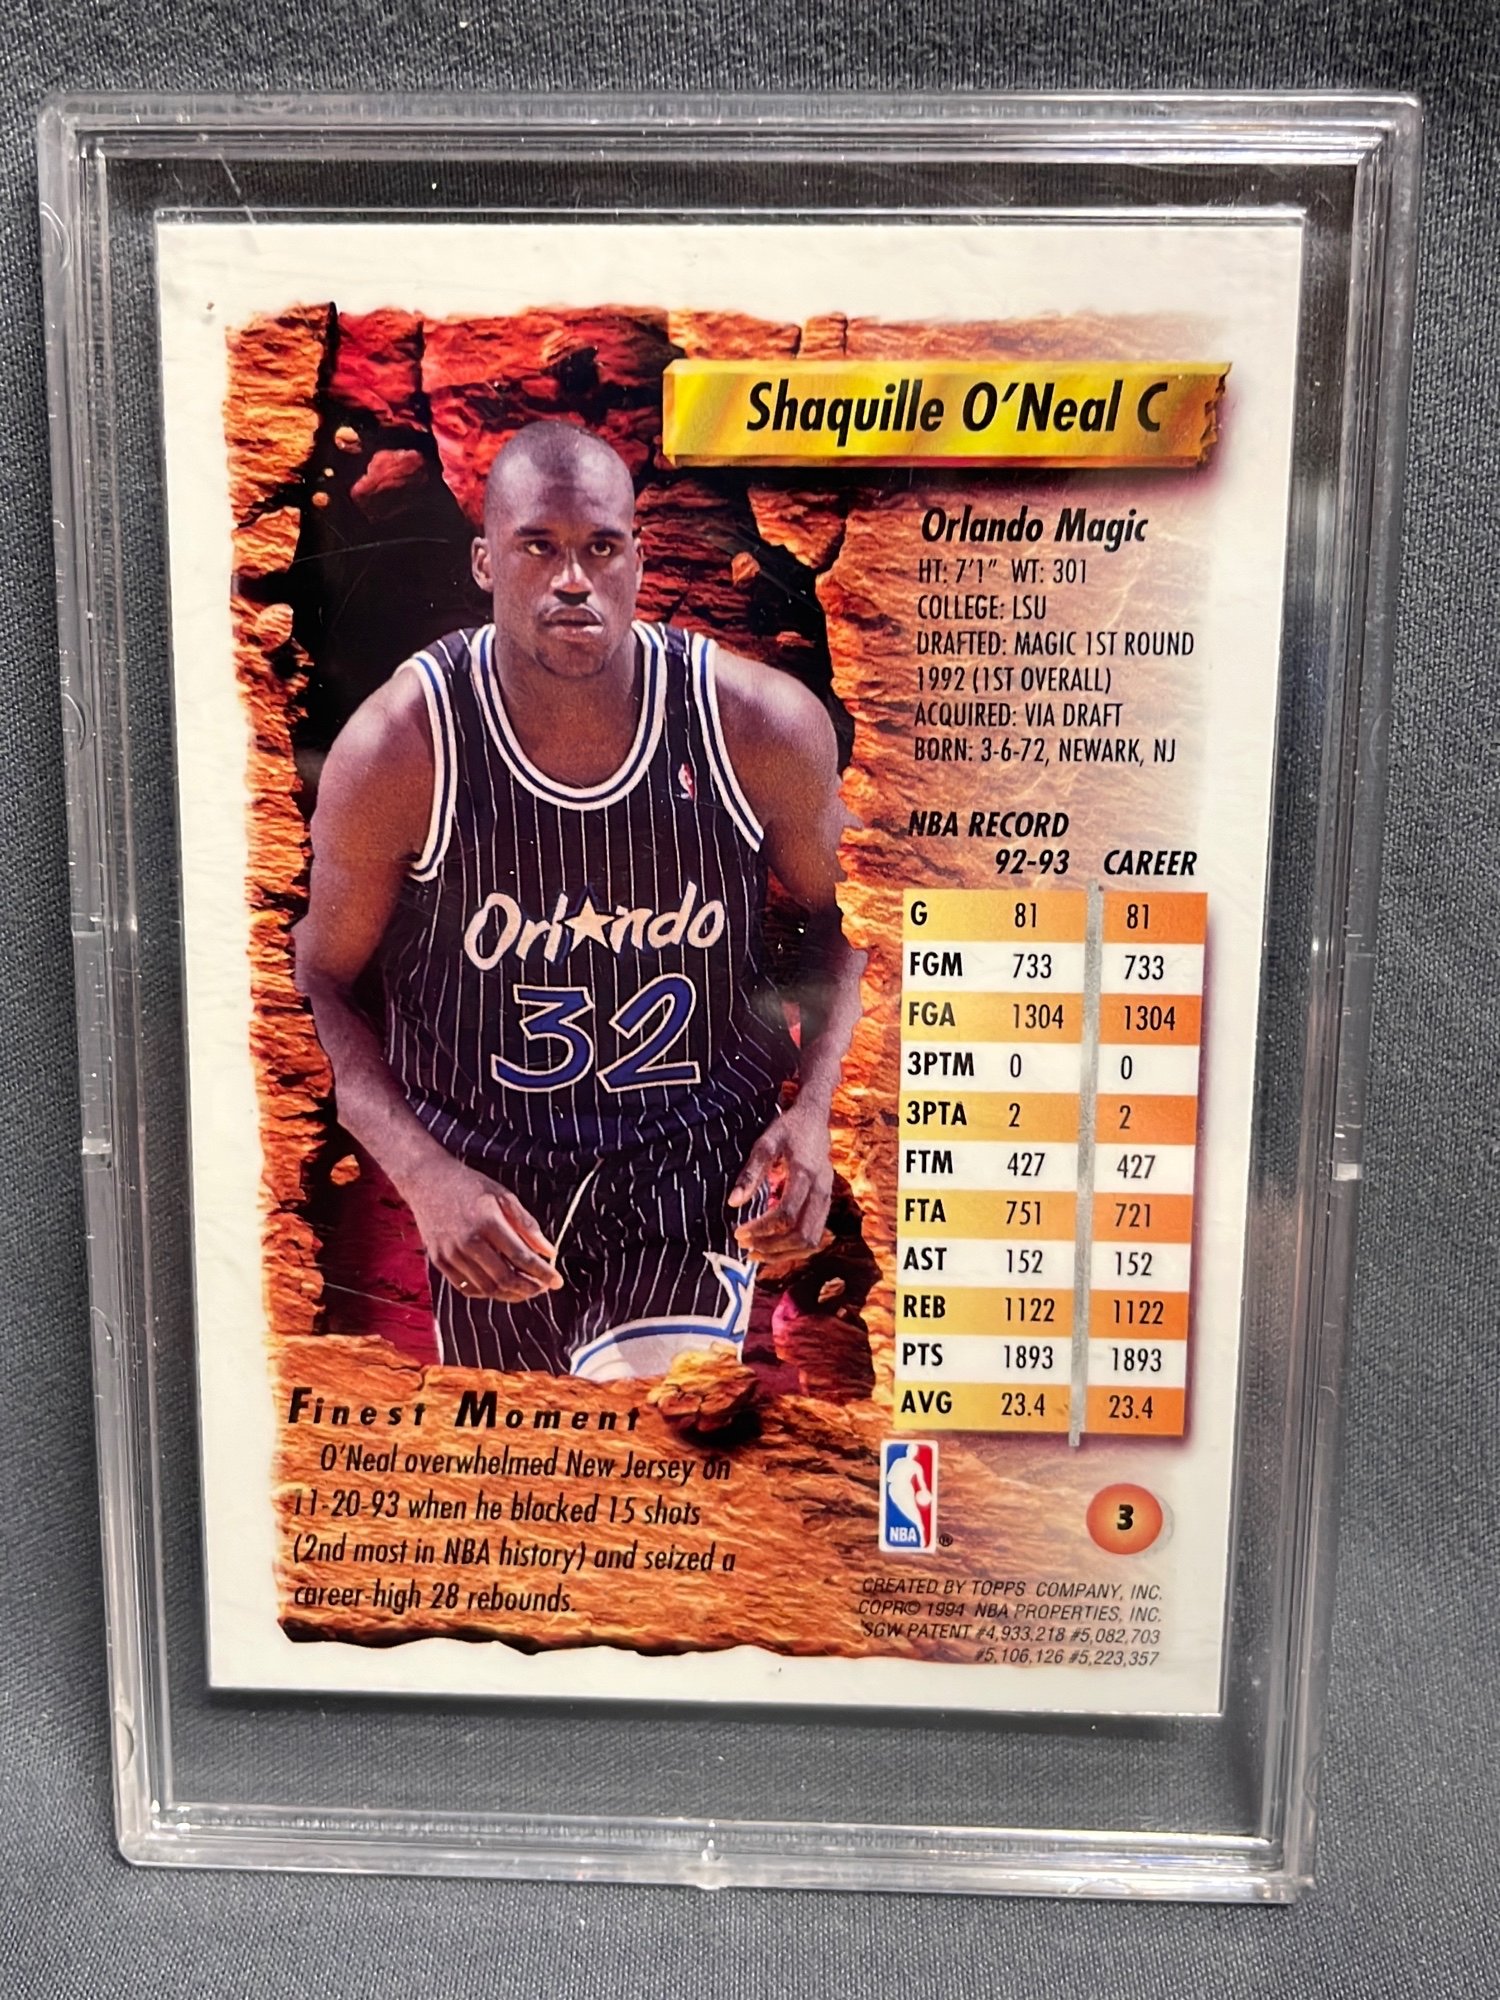 Shaquille O'Neal C
Orlando Magic
HT: 7'1" WT: 301
COLLEGE: LSU
DRAFTED: MAGIC 1ST ROUND
1992 (1ST OVERALL)
ACQUIRED: VIA DRAFT
BORN: 3-6-72, NEWARK, NJ
NBA RECORD
92-93 CAREER
G 81 81
FGM 733 733
FGA 1304 1304
3PTM 0 0
3PTA 2 2
FTM 427 427
FTA 751 721
AST 152 152
REB 1122 1122
PTS 1893 1893
AVG 23.4 23.4
Orlando
32
Finest Moment
O'Neal overwhelmed New Jersey on
11-20-93 when he blocked 15 shots
(2nd most in NBA history) and seized a
career-high 28 rebounds.
NBA ®
3
CREATED BY TOPPS COMPANY, INC.
COPR© 1994 NBA PROPERTIES, INC.
SGW PATENT #4,933,218 #5,082,703
#5,106,126 #5,223,357